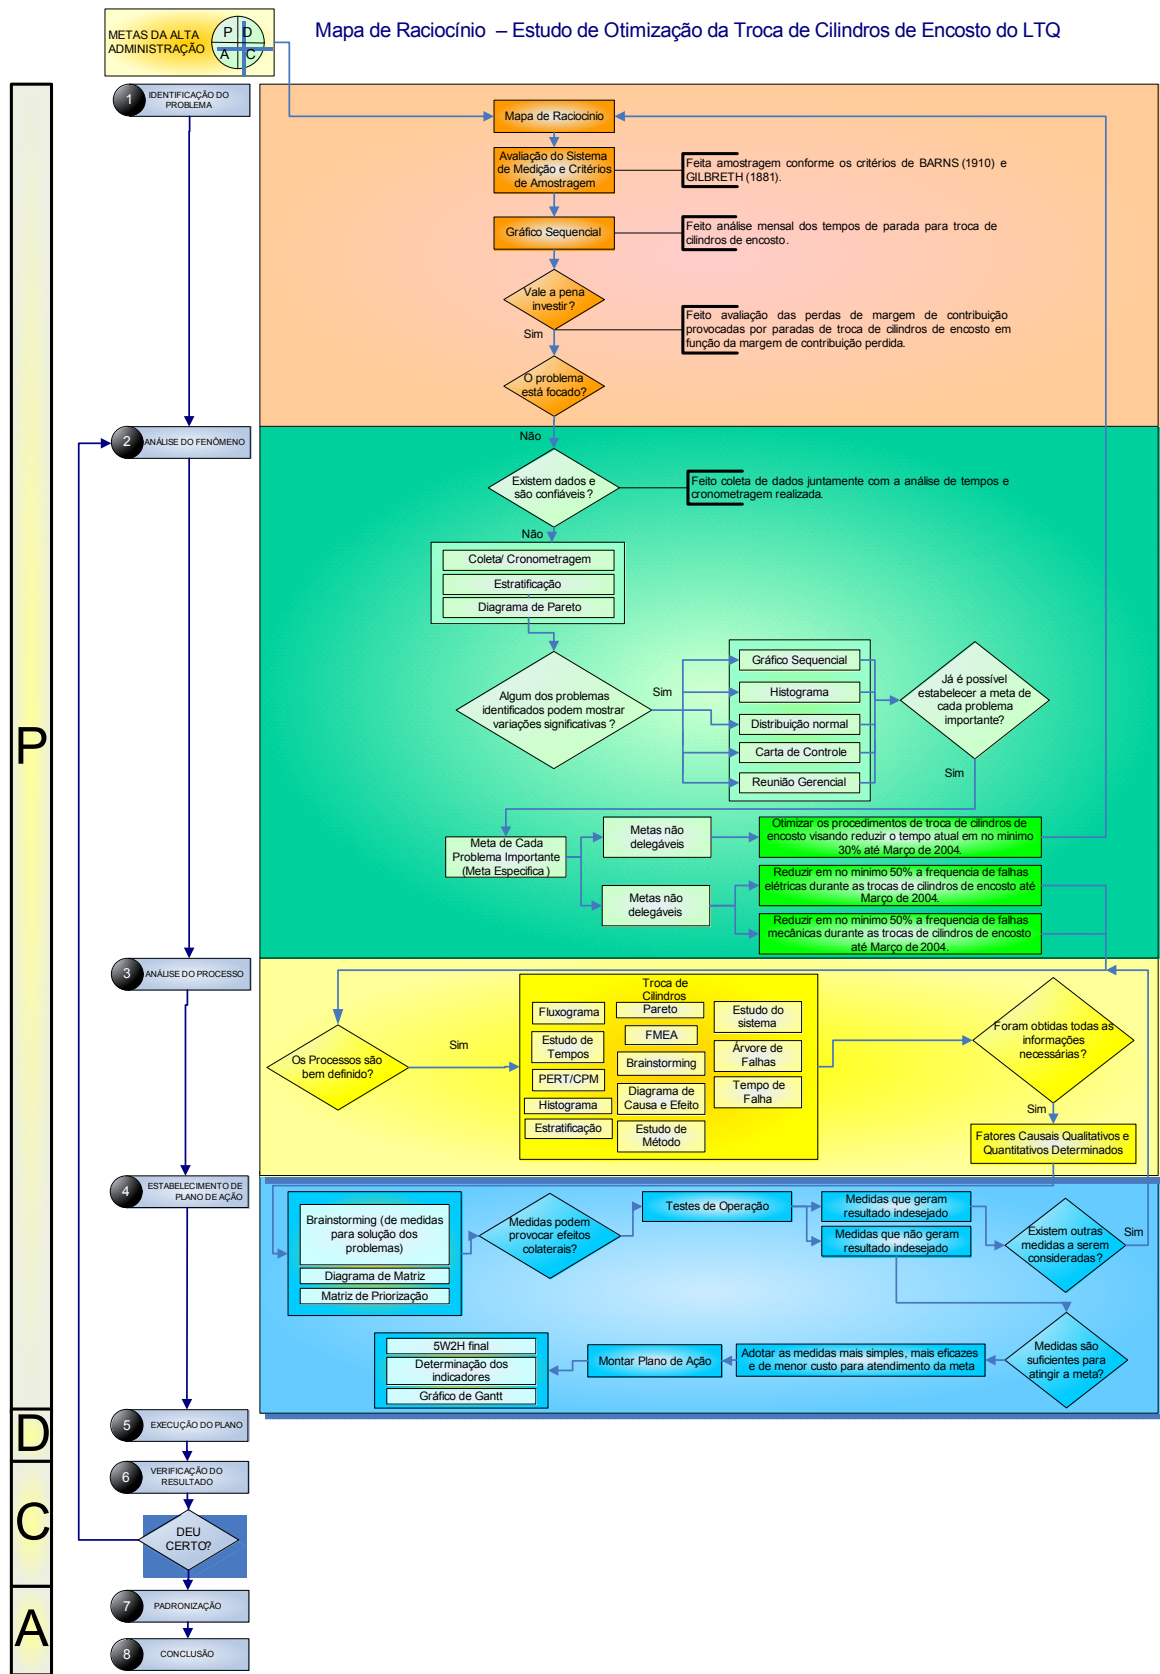 Mapa de Raciocínio – Estudo de Otimização da Troca de Cilindros de Encosto do LTQ
METAS DA ALTA
ADMINISTRAÇÃO
P D
A C
P
1
IDENTIFICAÇÃO DO
PROBLEMA
Mapa de Raciocinio
Avaliação do Sistema
de Medição e Critérios
de Amostragem
Feita amostragem conforme os critérios de BARNS (1910) e
GILBRETH (1881).
Gráfico Sequencial
Feito análise mensal dos tempos de parada para troca de
cilindros de encosto.
Vale a pena
investir?
Sim
Feito avaliação das perdas de margem de contribuição
provocadas por paradas de troca de cilindros de encosto em
função da margem de contribuição perdida.
O problema
está focado?
Não
2
ANÁLISE DO FENÔMENO
Existem dados e
são confiáveis ?
Feito coleta de dados juntamente com a análise de tempos e
cronometragem realizada.
Não
Coleta/ Cronometragem
Estratificação
Diagrama de Pareto
Algum dos problemas
identificados podem mostrar
variações significativas ?
Sim
Gráfico Sequencial
Histograma
Distribuição normal
Carta de Controle
Reunião Gerencial
Já é possível
estabelecer a meta de
cada problema
importante?
Sim
Meta de Cada
Problema Importante
(Meta Especifica )
Metas não
delegáveis
Otimizar os procedimentos de troca de cilindros de
encosto visando reduzir o tempo atual em no minimo
30% até Março de 2004.
Metas não
delegáveis
Reduzir em no minimo 50% a frequencia de falhas
elétricas durante as trocas de cilindros de encosto até
Março de 2004.
Reduzir em no minimo 50% a frequencia de falhas
mecânicas durante as trocas de cilindros de encosto
até Março de 2004.
3
ANÁLISE DO PROCESSO
Os Processos são
bem definido?
Sim
Troca de
Cilindros
Fluxograma
Estudo de
Tempos
PERT/CPM
Histograma
Estratificação
Pareto
FMEA
Brainstorming
Diagrama de
Causa e Efeito
Estudo de
Método
Estudo do
sistema
Árvore de
Falhas
Tempo de
Falha
Foram obtidas todas as
informações
necessárias?
Sim
Fatores Causais Qualitativos e
Quantitativos Determinados
4
ESTABELECIMENTO DE
PLANO DE AÇÃO
Brainstorming (de medidas
para solução dos
problemas)
Diagrama de Matriz
Matriz de Priorização
Medidas podem
provocar efeitos
colaterais?
Testes de Operação
Medidas que geram
resultado indesejado
Medidas que não geram
resultado indesejado
Existem outras
medidas a serem
consideradas?
Sim
Medidas são
suficientes para
atingir a meta?
Adotar as medidas mais simples, mais eficazes
e de menor custo para atendimento da meta
Montar Plano de Ação
5W2H final
Determinação dos
indicadores
Gráfico de Gantt
D
5
EXECUÇÃO DO PLANO
C
6
VERIFICAÇÃO DO
RESULTADO
DEU
CERTO?
A
7
PADRONIZAÇÃO
8
CONCLUSÃO